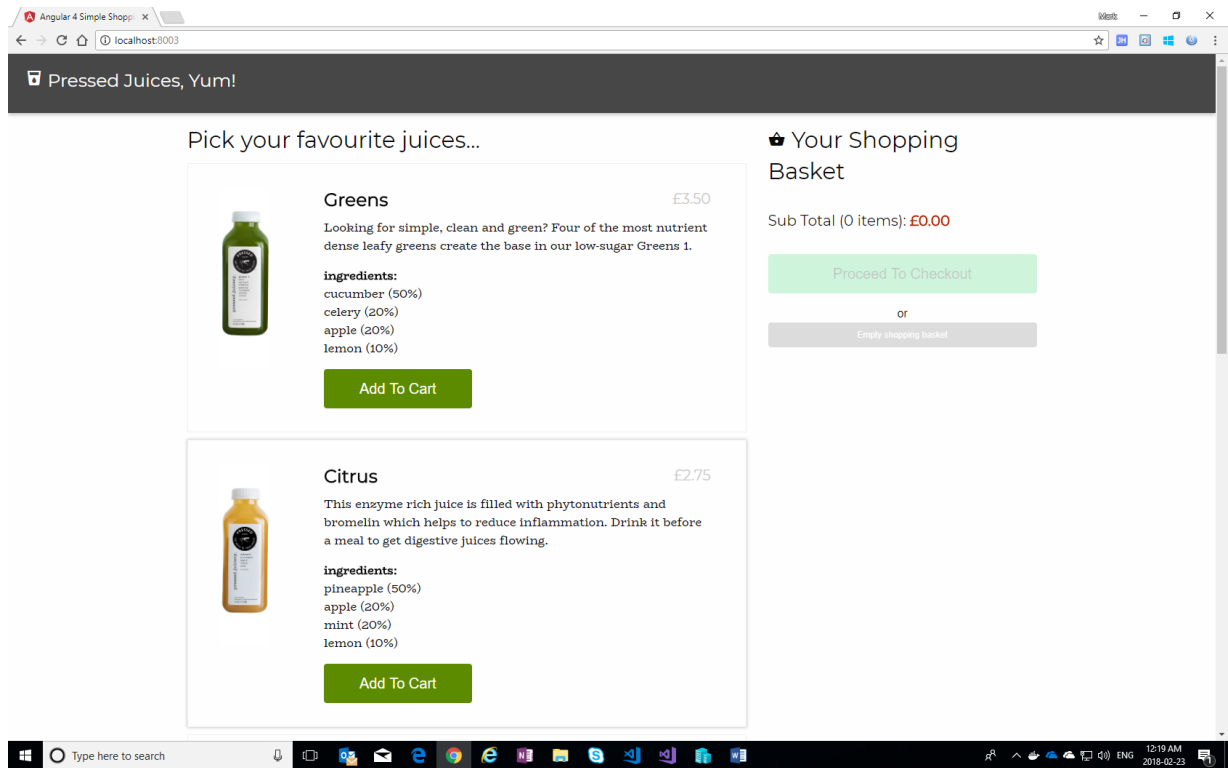 Angular 4 Simple Shoppi
Mark
localhost:8003
Pressed Juices, Yum!
Pick your favourite juices...
Greens
£3.50
Looking for simple, clean and green? Four of the most nutrient
dense leafy greens create the base in our low-sugar Greens 1.
ingredients:
cucumber (50%)
celery (20%)
apple (20%)
lemon (10%)
Add To Cart
Citrus
£2.75
This enzyme rich juice is filled with phytonutrients and
bromelin which helps to reduce inflammation. Drink it before
a meal to get digestive juices flowing.
ingredients:
pineapple (50%)
apple (20%)
mint (20%)
lemon (10%)
Add To Cart
Your Shopping
Basket
Sub Total (0 items): £0.00
Proceed To Checkout
or
Empty shopping basket
Type here to search
ENG
12:19 AM
2018-02-23